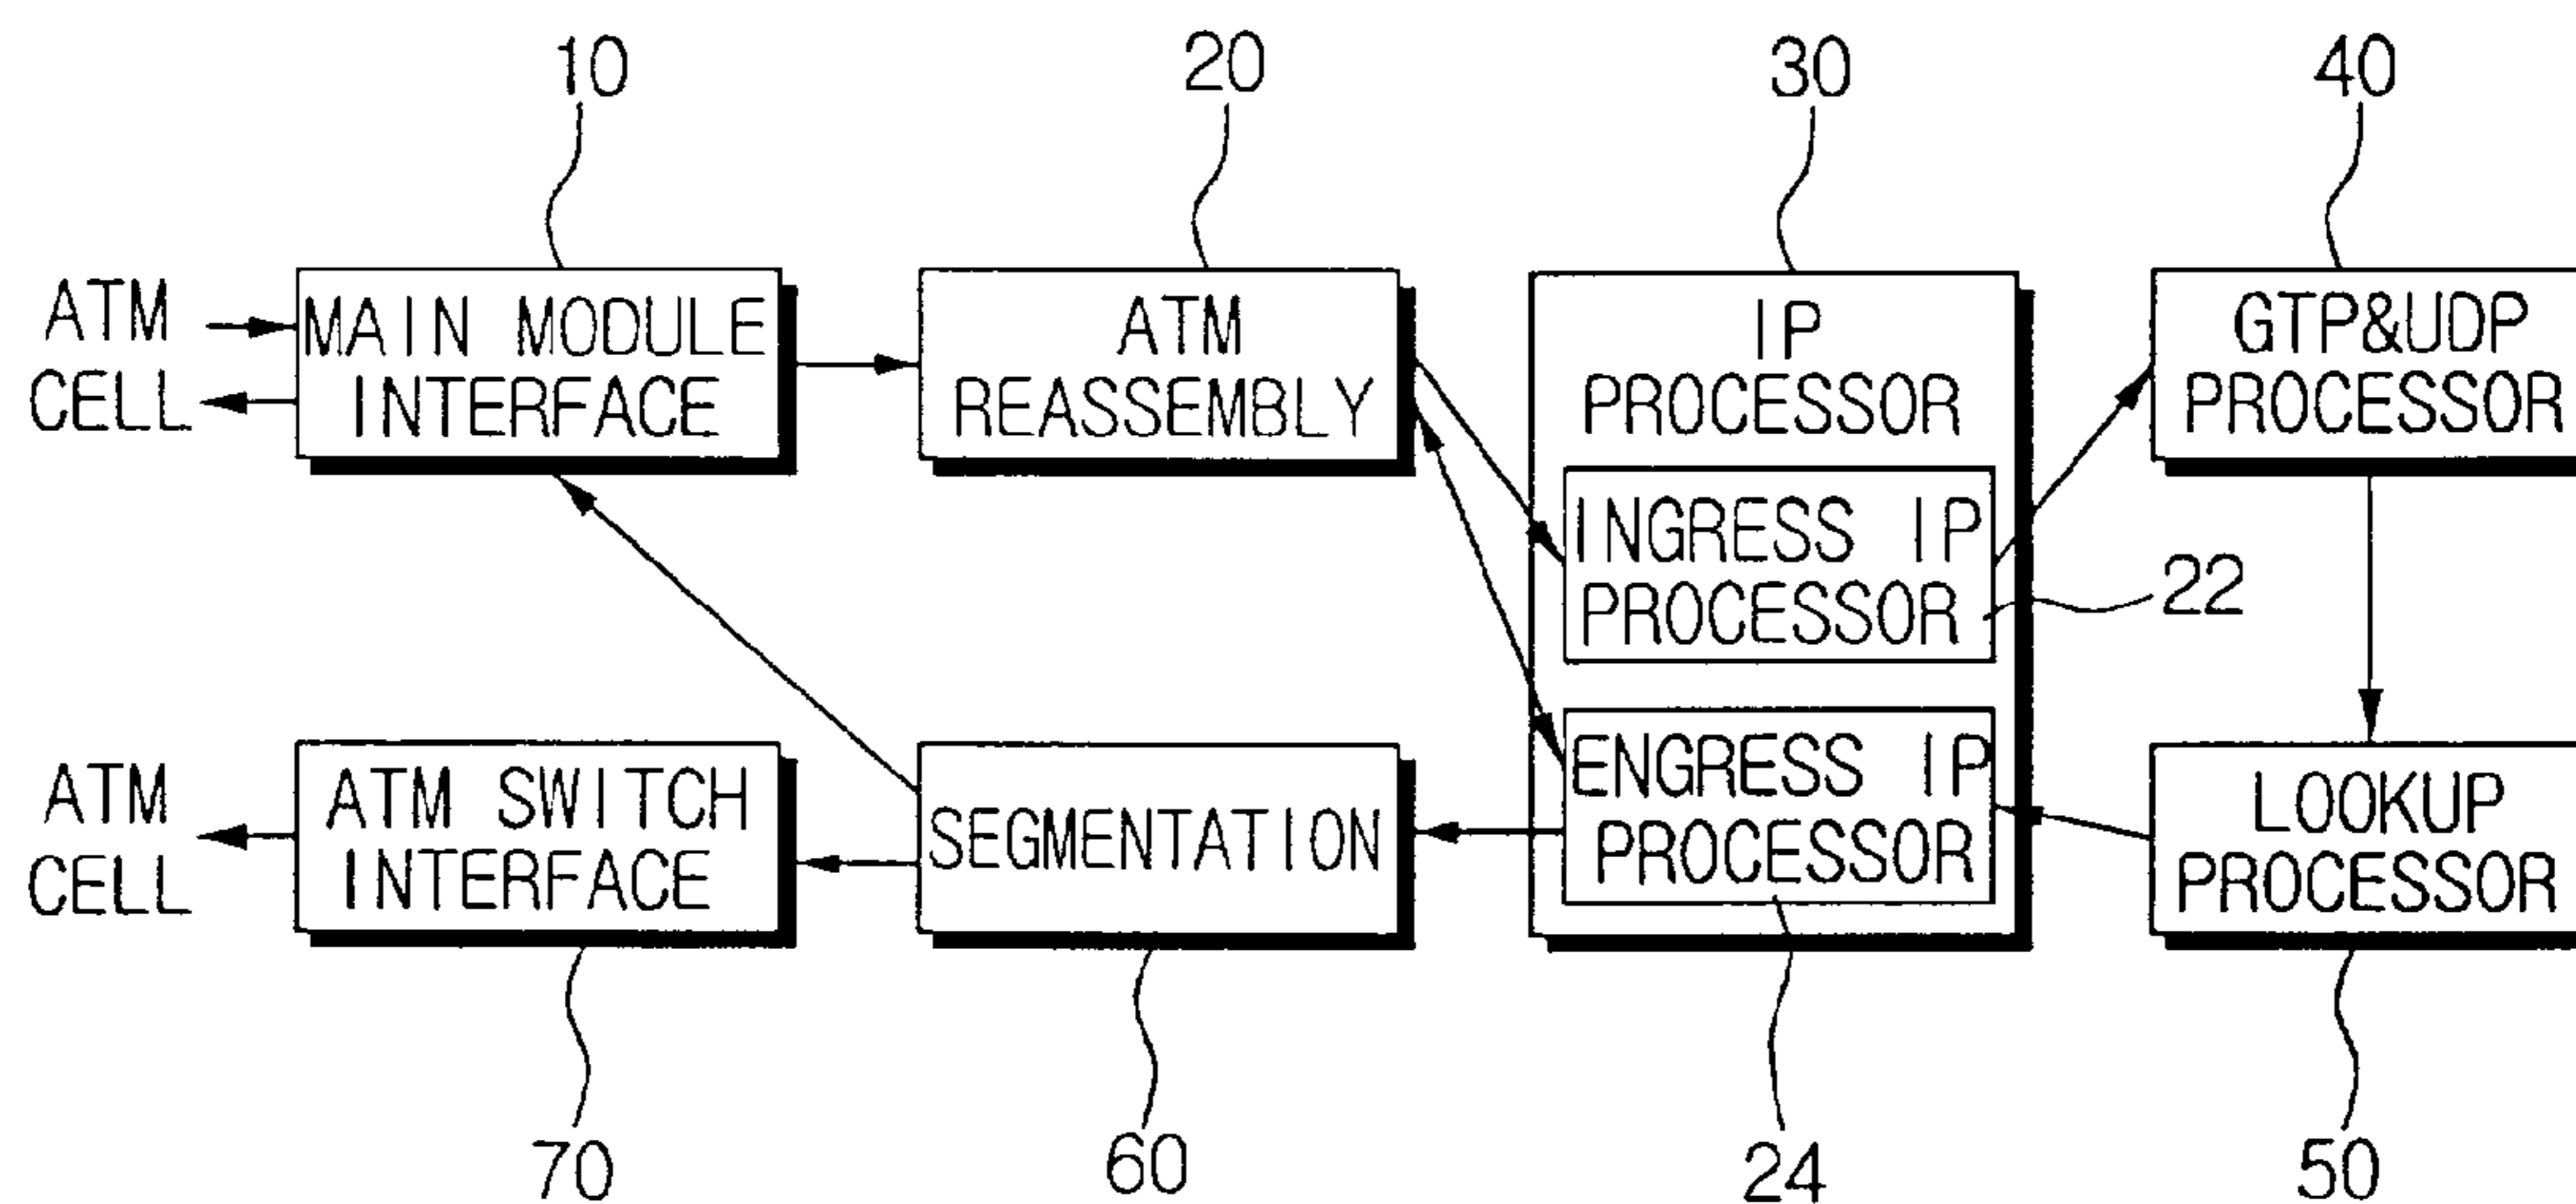 10
20
30
40
ATM
CELL
MAIN MODULE
INTERFACE
ATM
REASSEMBLY
IP
PROCESSOR
GTP&UDP
PROCESSOR
INGRESS IP
PROCESSOR
22
ENGRESS IP
PROCESSOR
ATM
CELL
ATM SWITCH
INTERFACE
SEGMENTATION
LOOKUP
PROCESSOR
70
60
24
50